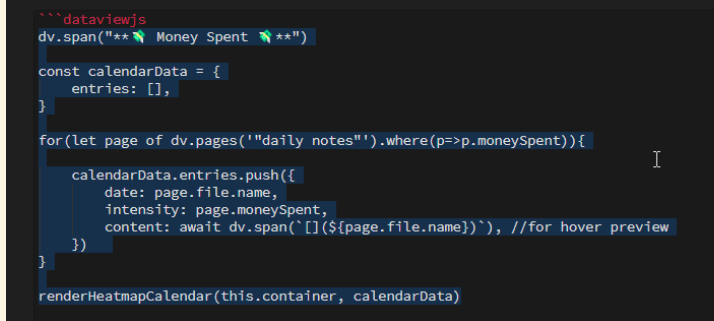 ```dataviewjs
dv.span("**💸 Money Spent 💸**")
const calendarData = {
    entries: [],
}
for(let page of dv.pages('"daily notes"').where(p=>p.moneySpent)){
    calendarData.entries.push({
        date: page.file.name,
        intensity: page.moneySpent,
        content: await dv.span(`[](${page.file.name})`), //for hover preview
    })
}
renderHeatmapCalendar(this.container, calendarData)